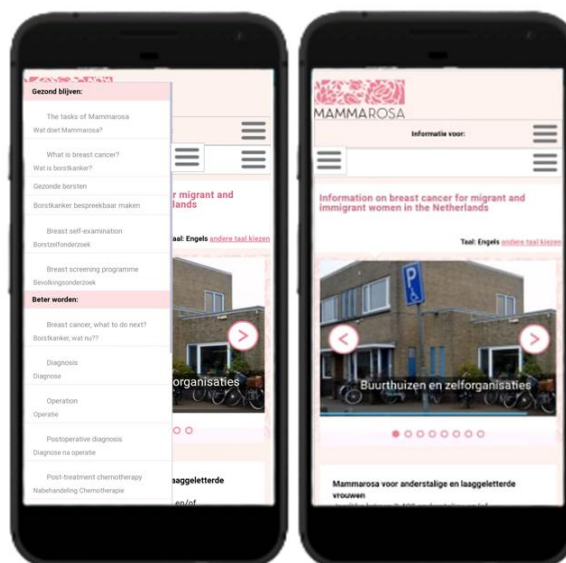 Gezond blijven:
The tasks of Mammarosa
Wat doet Mammarosa?
What is breast cancer?
Wat is borstkanker?
Gezonde borsten
Borstkanker bespreekbaar maken
Breast self-examination
Borstzelfonderzoek
Breast screening programme
Bevolkingsonderzoek
Beter worden:
Breast cancer, what to do next?
Borstkanker, wat nu??
Diagnosis
Diagnose
Operation
Operatie
Postoperative diagnosis
Diagnose na operatie
Post-treatment chemotherapy
Nabehandeling Chemotherapie
r migrant and
lands
aal: Engels andere taal kiezen
organisaties
aaggeletterde
en/of
MAMMAROSA
Informatie voor:
Information on breast cancer for migrant and
immigrant women in the Netherlands
Taal: Engels andere taal kiezen
P
Buurthuizen en zelforganisaties
Mammarosa voor anderstalige en laaggeletterde
vrouwen